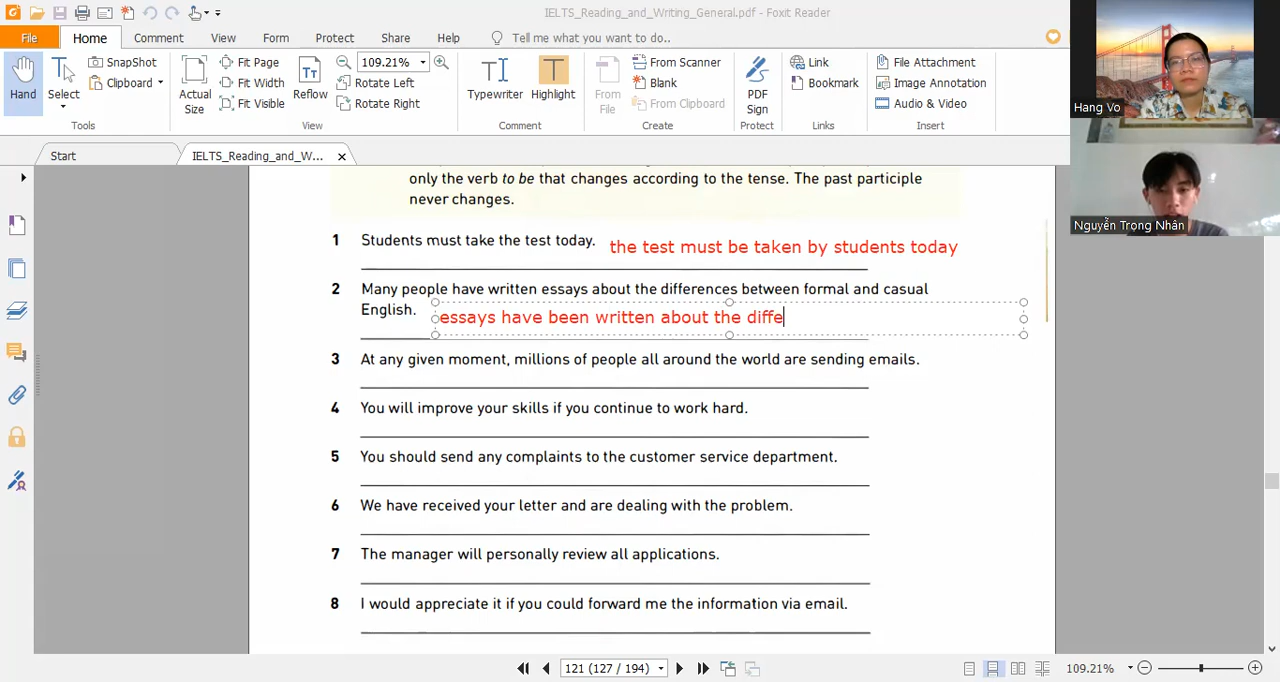 IELTS_Reading_and_Writing_General.pdf - Foxit Reader
File Home Comment View Form Protect Share Help Tell me what you want to do..
Hand
Select
SnapShot
Clipboard
Tools
Actual Size
Fit Page
Fit Width
Fit Visible
Reflow
109.21%
Rotate Left
Rotate Right
View
Typewriter
Highlight
Comment
From File
From Scanner
Blank
From Clipboard
Create
PDF Sign
Protect
Link
Bookmark
Links
File Attachment
Image Annotation
Audio & Video
Insert
Hang Vo
Nguyễn Trọng Nhân
Start
IELTS_Reading_and_W...
only the verb to be that changes according to the tense. The past participle
never changes.
1 Students must take the test today. the test must be taken by students today
2 Many people have written essays about the differences between formal and casual
English. essays have been written about the diffe
3 At any given moment, millions of people all around the world are sending emails.
4 You will improve your skills if you continue to work hard.
5 You should send any complaints to the customer service department.
6 We have received your letter and are dealing with the problem.
7 The manager will personally review all applications.
8 I would appreciate it if you could forward me the information via email.
121 (127 / 194)
109.21%